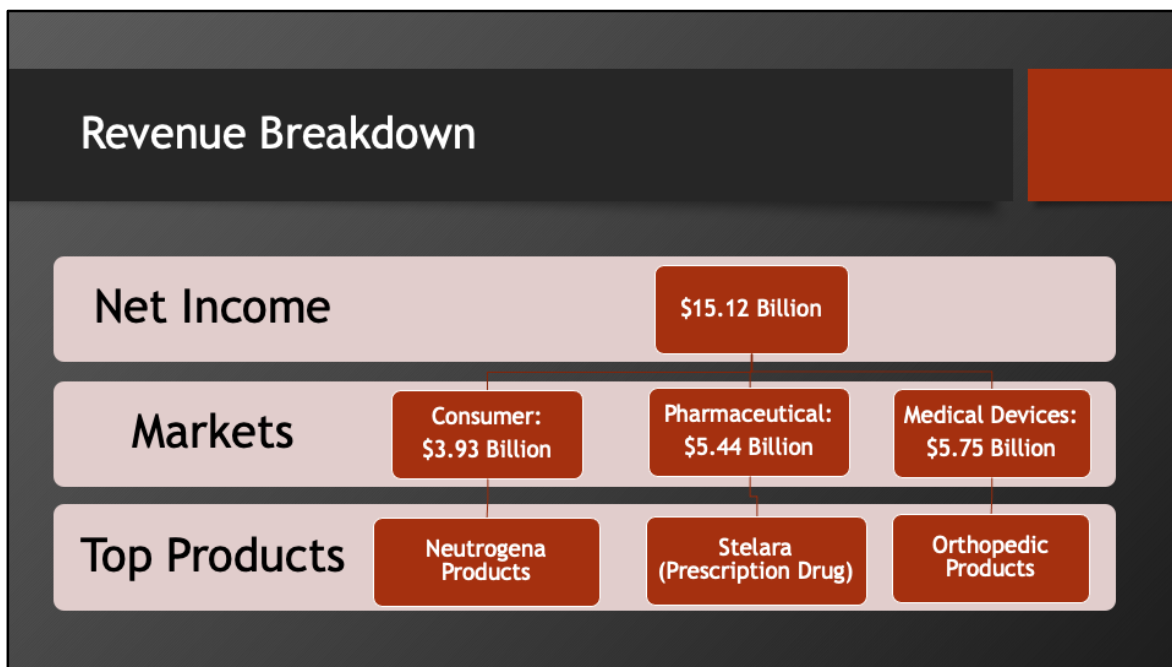 Revenue Breakdown
Net Income
$15.12 Billion
Markets
Consumer:
$3.93 Billion
Pharmaceutical:
$5.44 Billion
Medical Devices:
$5.75 Billion
Top Products
Neutrogena
Products
Stelara
(Prescription Drug)
Orthopedic
Products